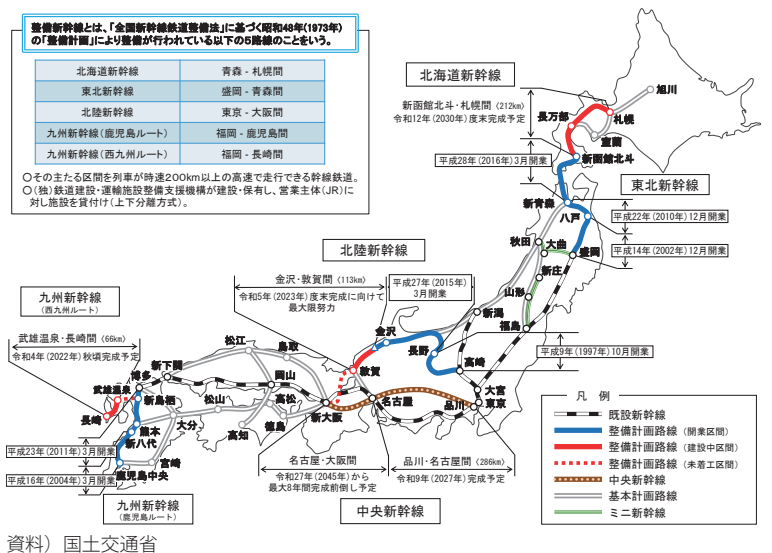 整備新幹線とは、「全国新幹線鉄道整備法」に基づく昭和48年(1973年)
の「整備計画」により整備が行われている以下の5路線のことをいう。
北海道新幹線 青森 - 札幌間
東北新幹線 盛岡 - 青森間
北陸新幹線 東京 - 大阪間
九州新幹線(鹿児島ルート) 福岡 - 鹿児島間
九州新幹線(西九州ルート) 福岡 - 長崎間
○その主たる区間を列車が時速200km以上の高速で走行できる幹線鉄道。
○(独)鉄道建設・運輸施設整備支援機構が建設・保有し、営業主体(JR)に
対し施設を貸付け(上下分離方式)。
北海道新幹線
新函館北斗・札幌間(212km)
令和12年(2030年)度末完成予定
旭川
長万部
札幌
室蘭
新函館北斗
平成28年(2016年)3月開業
東北新幹線
新青森
八戸
平成22年(2010年)12月開業
平成14年(2002年)12月開業
秋田
大曲
盛岡
新庄
山形
福島
北陸新幹線
金沢・敦賀間(113km)
令和5年(2023年)度末完成に向けて
最大限努力
平成27年(2015年)
3月開業
新潟
金沢
長野
高崎
平成9年(1997年)10月開業
敦賀
大宮
東京
品川
名古屋
九州新幹線
(西九州ルート)
武雄温泉・長崎間(66km)
令和4年(2022年)秋頃完成予定
松江
鳥取
新下関
博多
岡山
武雄温泉
新鳥栖
松山
高松
新大阪
長崎
大分
熊本
新八代
高知
徳島
平成23年(2011年)3月開業
宮崎
平成16年(2004年)3月開業
鹿児島中央
九州新幹線
(鹿児島ルート)
名古屋・大阪間
令和27年(2045年)から
最大8年間完成前倒し予定
品川・名古屋間(286km)
令和9年(2027年)完成予定
中央新幹線
凡 例
既設新幹線
整備計画路線(開業区間)
整備計画路線(建設中区間)
整備計画路線(未着工区間)
中央新幹線
基本計画路線
ミニ新幹線
資料)国土交通省